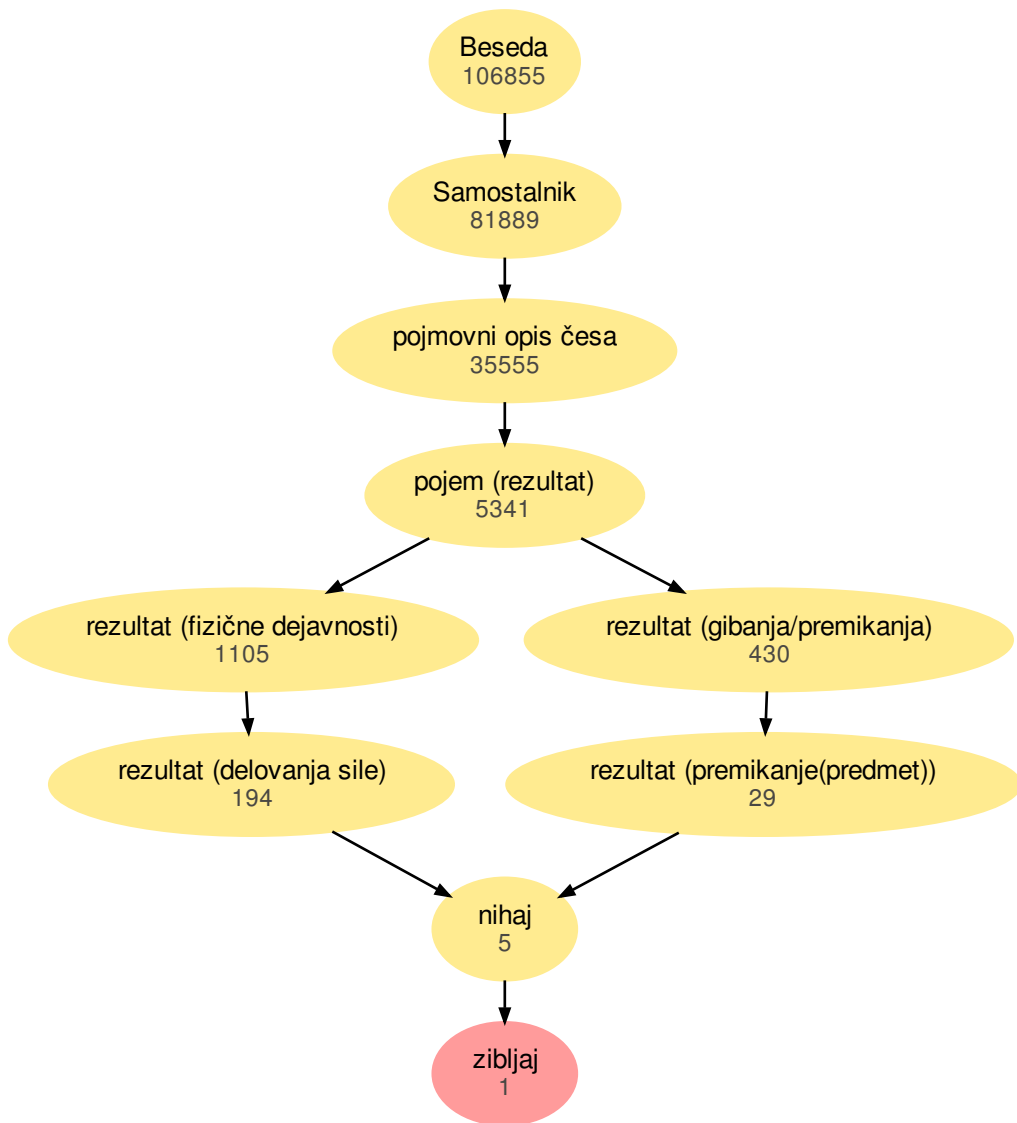 Beseda
106855
Samostalnik
81889
pojmovni opis česa
35555
pojem (rezultat)
5341
rezultat (fizične dejavnosti)
1105
rezultat (gibanja/premikanja)
430
rezultat (delovanja sile)
194
rezultat (premikanje(predmet))
29
nihaj
5
zibljaj
1